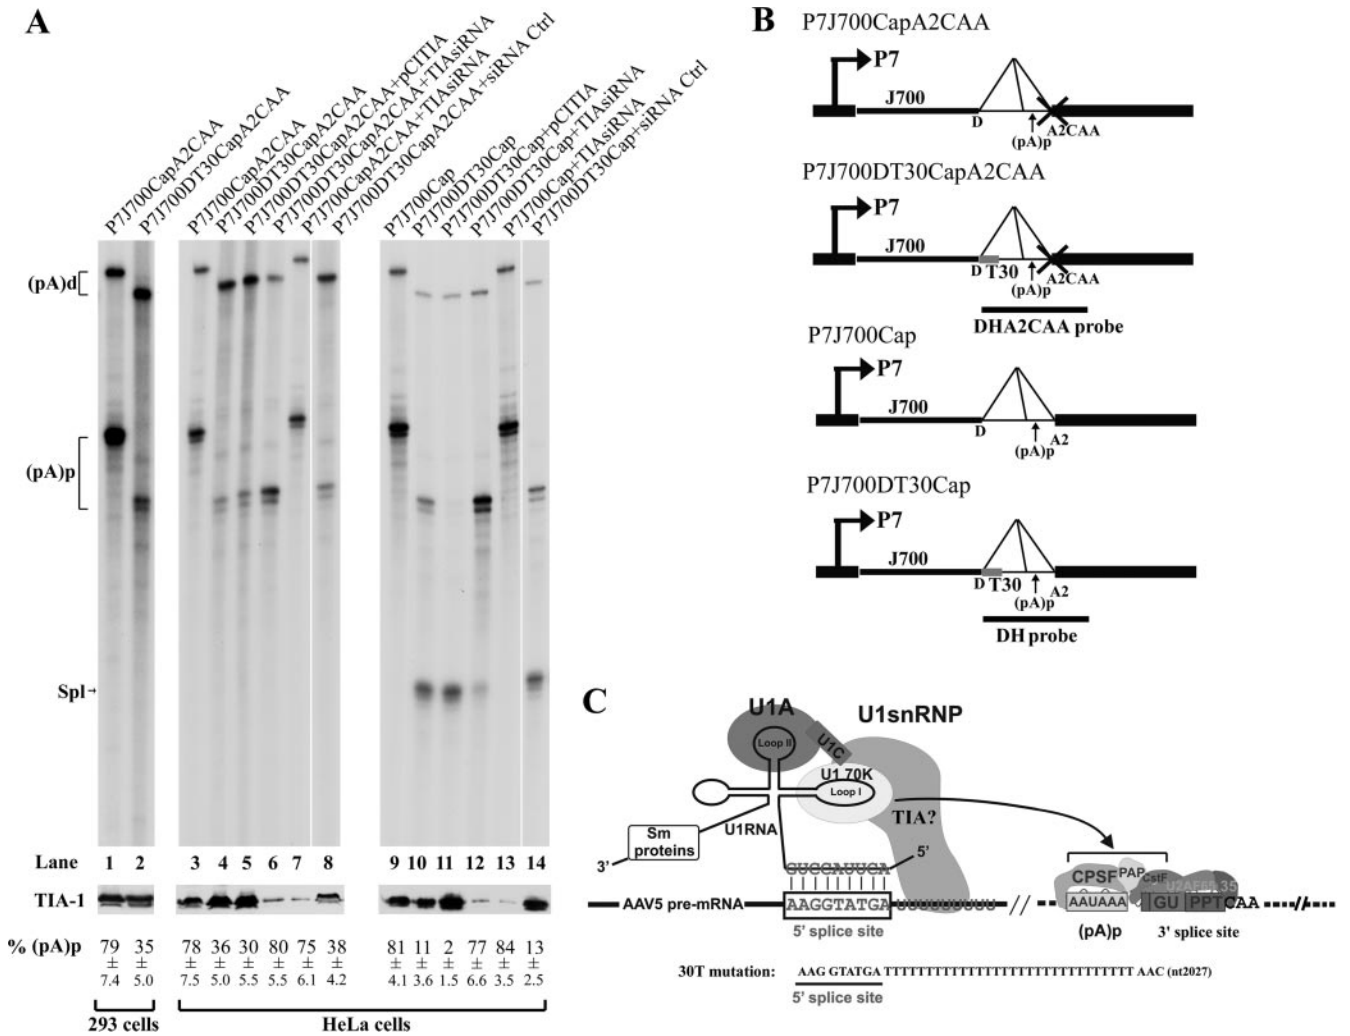 A
P7J700CapA2CAA
P7J700DT30CapA2CAA
P7J700CapA2CAA
P7J700DT30CapA2CAA
P7J700DT30CapA2CAA+pCITIA
P7J700DT30CapA2CAA+TIAsiRNA
P7J700CapA2CAA+TIAsiRNA
P7J700DT30CapA2CAA+siRNA Ctrl
P7J700Cap
P7J700DT30Cap
P7J700DT30Cap+pCITIA
P7J700DT30Cap+TIAsiRNA
P7J700Cap+TIAsiRNA
P7J700DT30Cap+siRNA Ctrl
(pA)d
(pA)p
Spl
Lane 1 2 3 4 5 6 7 8 9 10 11 12 13 14
TIA-1
% (pA)p 79 35 78 36 30 80 75 38 81 11 2 77 84 13
± ± ± ± ± ± ± ± ± ± ± ± ± ±
7.4 5.0 7.5 5.0 5.5 5.5 6.1 4.2 4.1 3.6 1.5 6.6 3.5 2.5
293 cells HeLa cells
B
P7J700CapA2CAA
P7
J700
D
(pA)p
A2CAA
P7J700DT30CapA2CAA
P7
J700
D T30
(pA)p
A2CAA
DHA2CAA probe
P7J700Cap
P7
J700
D
(pA)p
A2
P7J700DT30Cap
P7
J700
D T30
(pA)p
A2
DH probe
C
U1A
U1snRNP
Loop II
U1C
U1 70K
Loop I
U1RNA
TIA?
Sm
proteins
3'
5'
GUCCAUUCA
AAV5 pre-mRNA
AAGGTATGA
UUUUUUUUU
5' splice site
CPSF
PAP
CstF
U2AF65 35
AAUAAA
GU
PPT
CAA
(pA)p
3' splice site
30T mutation: AAG GTATGA TTTTTTTTTTTTTTTTTTTTTTTTTTTTTT AAC (nt2027)
5' splice site